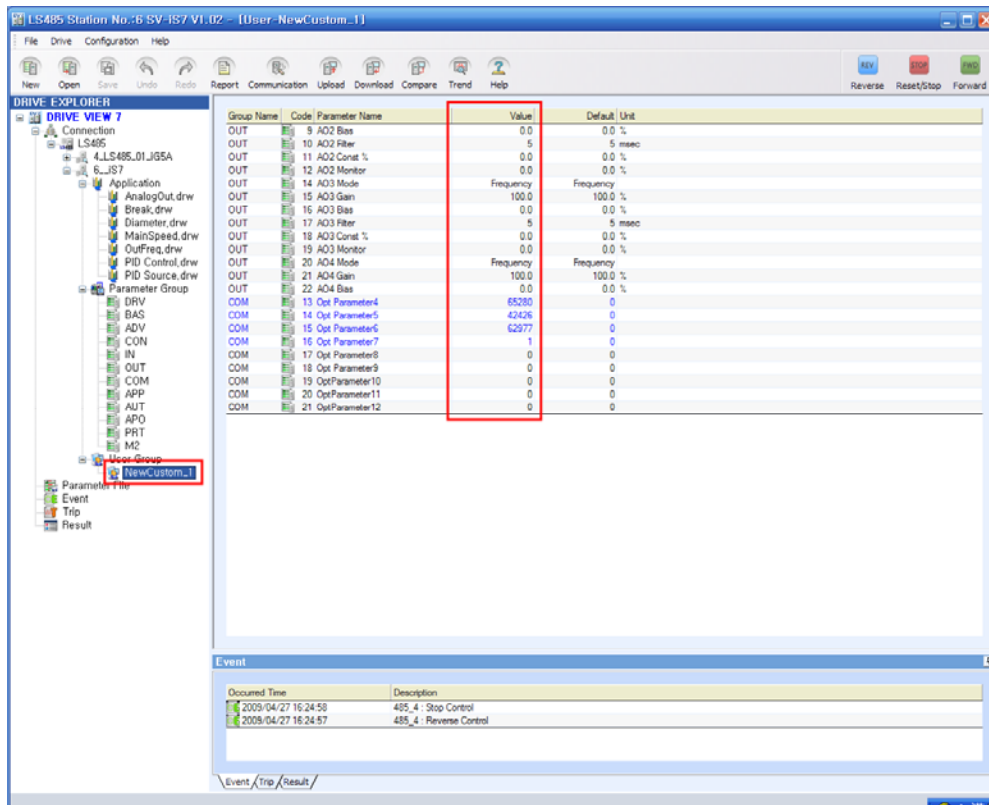 LS485 Station No.:6 SV-iS7 V1.02 - [User-NewCustom_1]
File Drive Configuration Help
New Open Save Undo Redo Report Communication Upload Download Compare Trend Help Reverse Reset/Stop Forward
REV STOP FWD
DRIVE EXPLORER
DRIVE VIEW 7
Connection
LS485
4_LS485_01_iG5A
6__iS7
Application
AnalogOut.drw
Break.drw
Diameter.drw
MainSpeed.drw
OutFreq.drw
PID Control.drw
PID Source.drw
Parameter Group
DRV
BAS
ADV
CON
IN
OUT
COM
APP
AUT
APO
PRT
M2
User Group
NewCustom_1
Parameter File
Event
Trip
Result
Group Name Code Parameter Name Value Default Unit
OUT 9 AO2 Bias 0.0 0.0 %
OUT 10 AO2 Filter 5 5 msec
OUT 11 AO2 Const % 0.0 0.0 %
OUT 12 AO2 Monitor 0.0 0.0 %
OUT 14 AO3 Mode Frequency Frequency
OUT 15 AO3 Gain 100.0 100.0 %
OUT 16 AO3 Bias 0.0 0.0 %
OUT 17 AO3 Filter 5 5 msec
OUT 18 AO3 Const % 0.0 0.0 %
OUT 19 AO3 Monitor 0.0 0.0 %
OUT 20 AO4 Mode Frequency Frequency
OUT 21 AO4 Gain 100.0 100.0 %
OUT 22 AO4 Bias 0.0 0.0 %
COM 13 Opt Parameter4 65280 0
COM 14 Opt Parameter5 42426 0
COM 15 Opt Parameter6 62977 0
COM 16 Opt Parameter7 1 0
COM 17 Opt Parameter8 0 0
COM 18 Opt Parameter9 0 0
COM 19 OptParameter10 0 0
COM 20 OptParameter11 0 0
COM 21 OptParameter12 0 0
Event
Occurred Time Description
2009/04/27 16:24:58 485_4 : Stop Control
2009/04/27 16:24:57 485_4 : Reverse Control
Event Trip Result